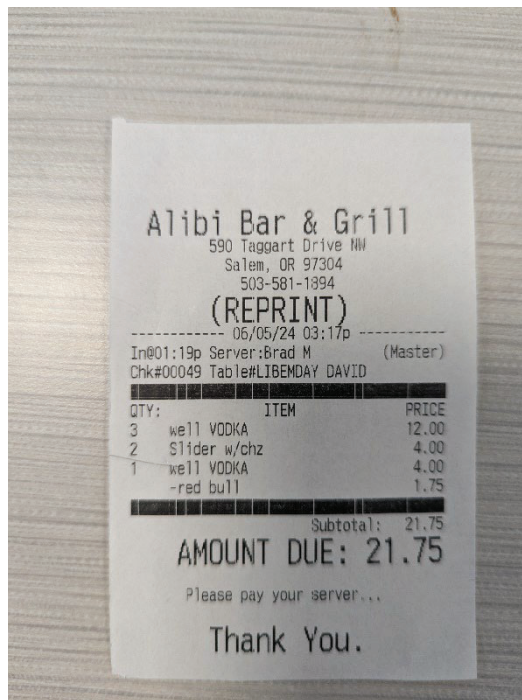 Alibi Bar & Grill
590 Taggart Drive NW
Salem, OR 97304
503-581-1894
(REPRINT)
----------- 06/05/24 03:17p -----------
In@01:19p Server:Brad M (Master)
Chk#00049 Table#LIBEMDAY DAVID
QTY: ITEM PRICE
3 well VODKA 12.00
2 Slider w/chz 4.00
1 well VODKA 4.00
-red bull 1.75
Subtotal: 21.75
AMOUNT DUE: 21.75
Please pay your server...
Thank You.